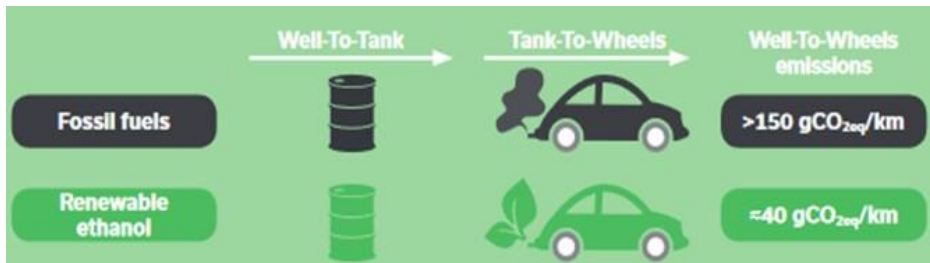 Well-To-Tank
Tank-To-Wheels
Well-To-Wheels
emissions
Fossil fuels
>150 gCO₂eq/km
Renewable
ethanol
≈40 gCO₂eq/km